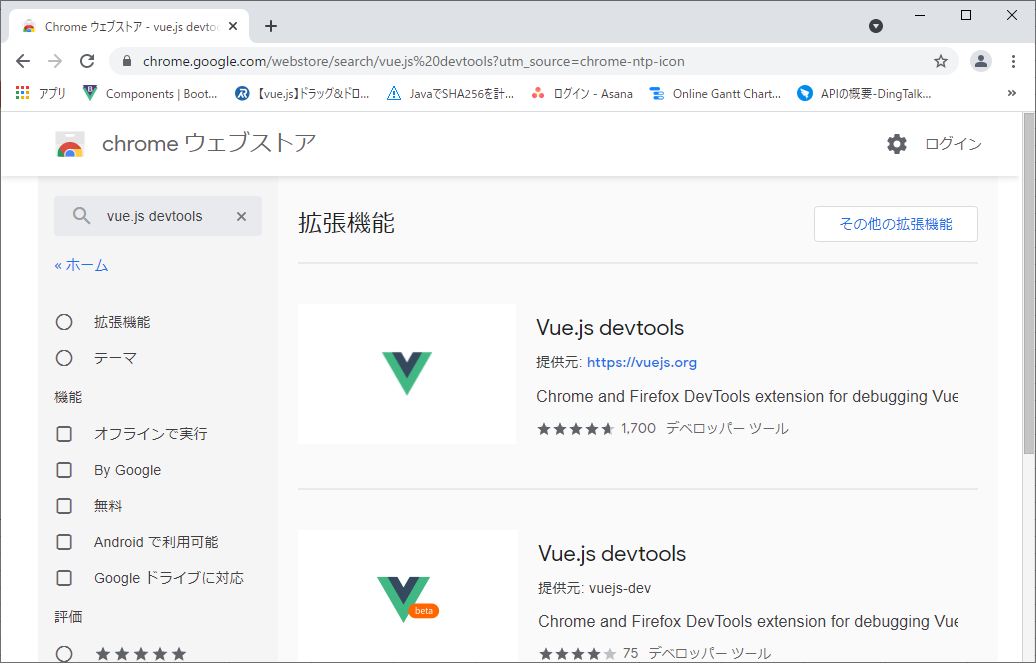 Chrome ウェブストア - vue.js devto
chrome.google.com/webstore/search/vue.js%20devtools?utm_source=chrome-ntp-icon
アプリ Components | Boot... 【vue.js】ドラッグ&ドロ... JavaでSHA256を計... ログイン - Asana Online Gantt Chart... APIの概要-DingTalk... »
chrome ウェブストア
ログイン
vue.js devtools
« ホーム
拡張機能
テーマ
機能
オフラインで実行
By Google
無料
Android で利用可能
Google ドライブに対応
評価
拡張機能
その他の拡張機能
Vue.js devtools
提供元: https://vuejs.org
Chrome and Firefox DevTools extension for debugging Vue
1,700 デベロッパー ツール
beta
Vue.js devtools
提供元: vuejs-dev
Chrome and Firefox DevTools extension for debugging Vue
75 デベロッパー ツール